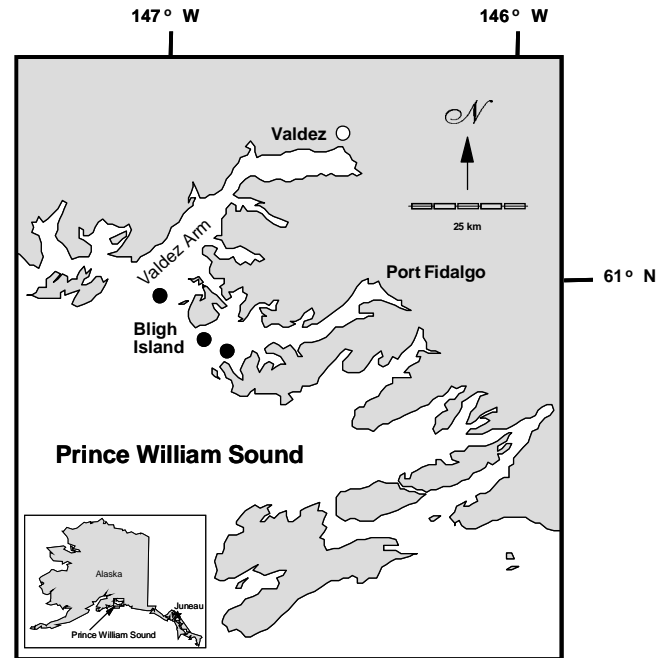 147° W
146° W
Valdez
N
25 km
Valdez Arm
Port Fidalgo
61° N
Bligh
Island
Prince William Sound
Alaska
Juneau
Prince William Sound